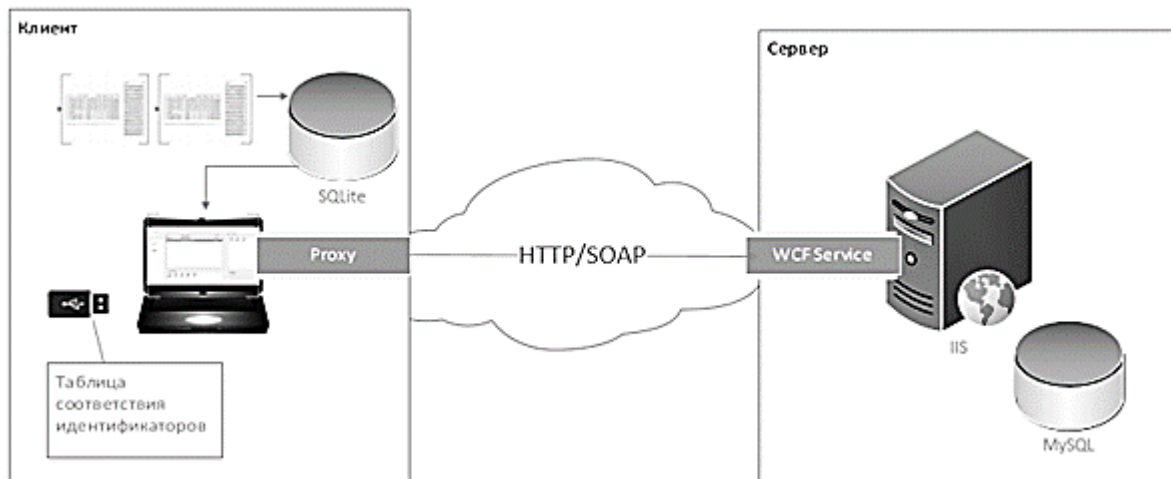 Клиент
SQLite
Proxy
Таблица
соответствия
идентификаторов
HTTP/SOAP
Сервер
WCF Service
IIS
MySQL